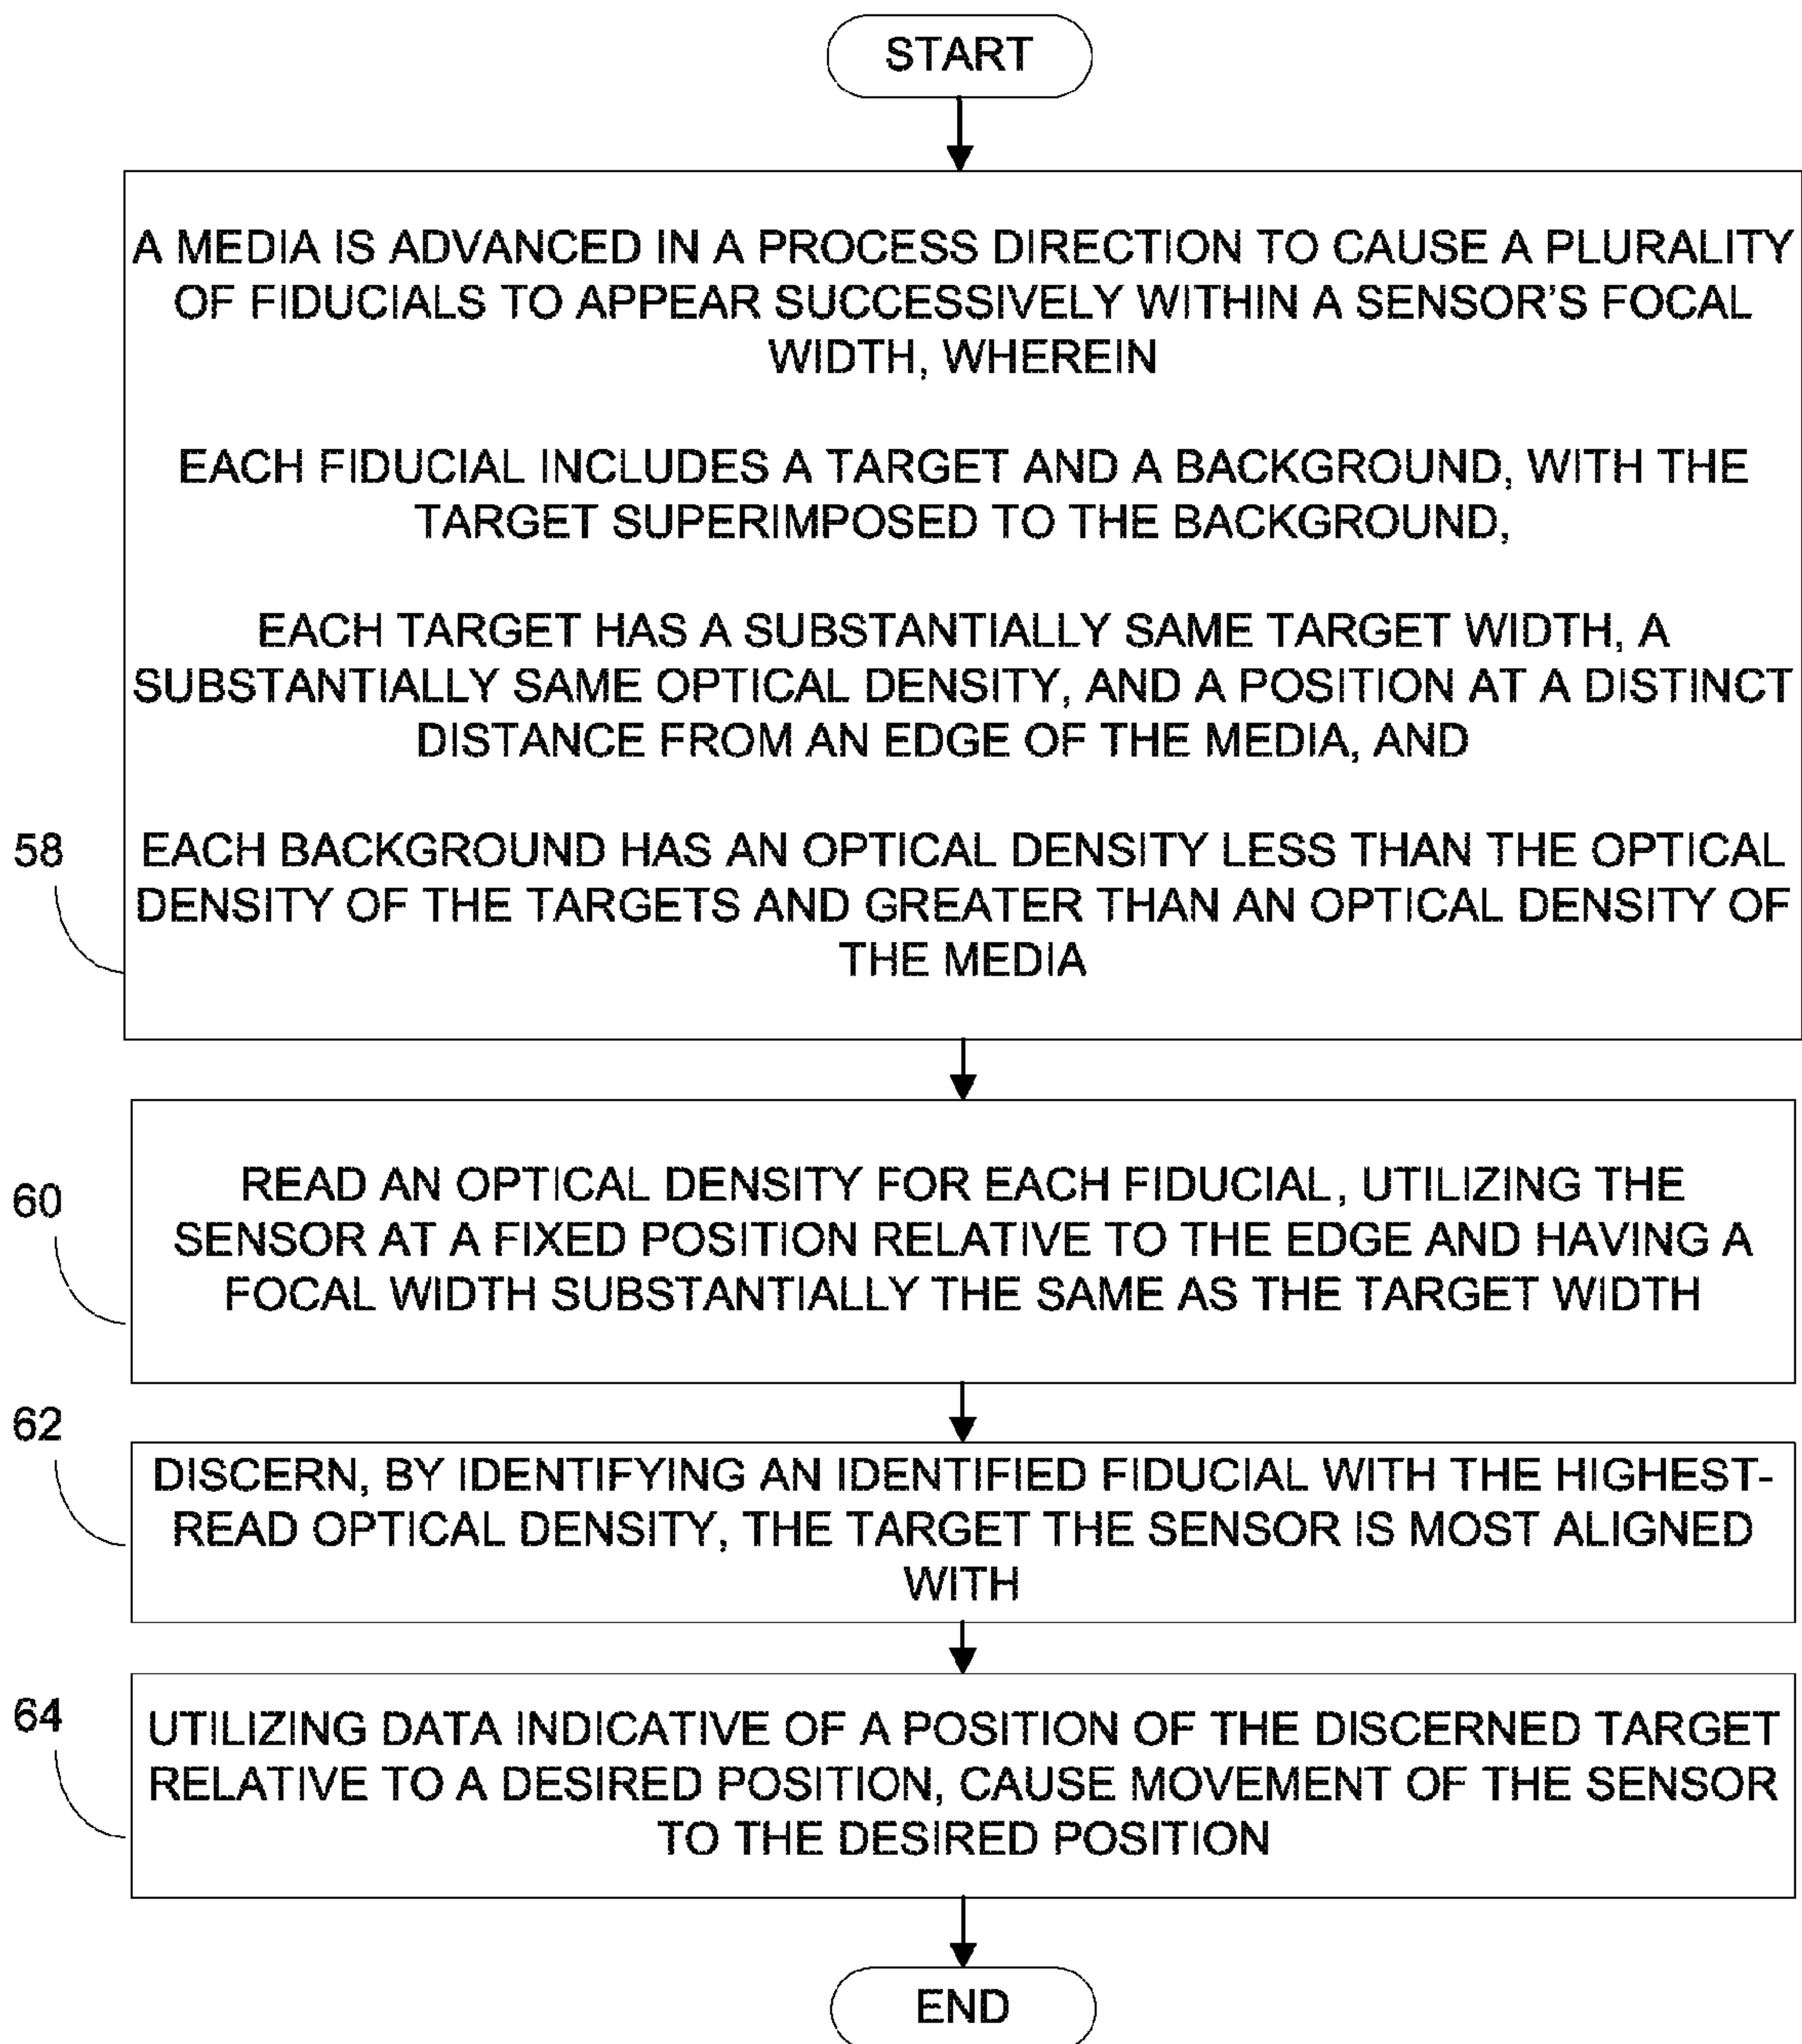 START
A MEDIA IS ADVANCED IN A PROCESS DIRECTION TO CAUSE A PLURALITY
OF FIDUCIALS TO APPEAR SUCCESSIVELY WITHIN A SENSOR'S FOCAL
WIDTH, WHEREIN
EACH FIDUCIAL INCLUDES A TARGET AND A BACKGROUND, WITH THE
TARGET SUPERIMPOSED TO THE BACKGROUND,
EACH TARGET HAS A SUBSTANTIALLY SAME TARGET WIDTH, A
SUBSTANTIALLY SAME OPTICAL DENSITY, AND A POSITION AT A DISTINCT
DISTANCE FROM AN EDGE OF THE MEDIA, AND
58
EACH BACKGROUND HAS AN OPTICAL DENSITY LESS THAN THE OPTICAL
DENSITY OF THE TARGETS AND GREATER THAN AN OPTICAL DENSITY OF
THE MEDIA
60
READ AN OPTICAL DENSITY FOR EACH FIDUCIAL, UTILIZING THE
SENSOR AT A FIXED POSITION RELATIVE TO THE EDGE AND HAVING A
FOCAL WIDTH SUBSTANTIALLY THE SAME AS THE TARGET WIDTH
62
DISCERN, BY IDENTIFYING AN IDENTIFIED FIDUCIAL WITH THE HIGHEST-
READ OPTICAL DENSITY, THE TARGET THE SENSOR IS MOST ALIGNED
WITH
64
UTILIZING DATA INDICATIVE OF A POSITION OF THE DISCERNED TARGET
RELATIVE TO A DESIRED POSITION, CAUSE MOVEMENT OF THE SENSOR
TO THE DESIRED POSITION
END